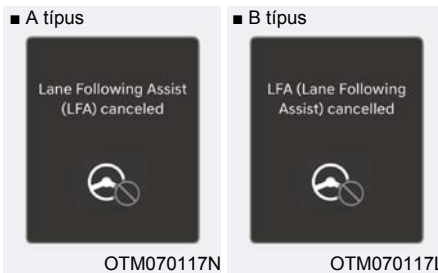 ■ A típus
Lane Following Assist
(LFA) canceled
OTM070117N
■ B típus
LFA (Lane Following
Assist) cancelled
OTM070117L